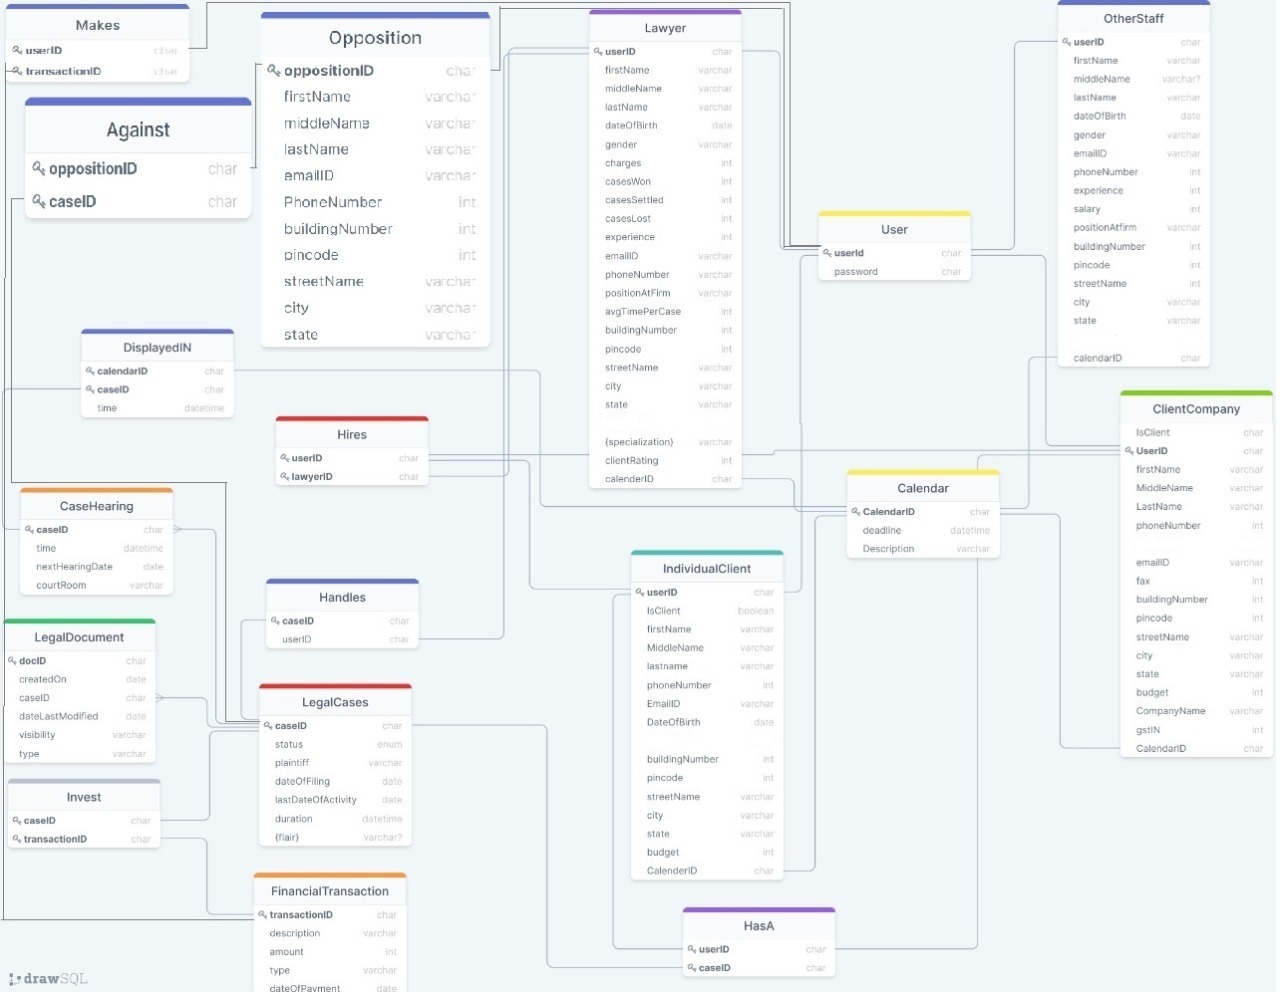 Makes
userID char
transactionID char
Against
oppositionID char
caseID char
Opposition
oppositionID char
firstName varchar
middleName varchar
lastName varchar
emailID varchar
PhoneNumber int
buildingNumber int
pincode int
streetName varchar
city varchar
state varchar
Lawyer
userID char
firstName varchar
middleName varchar
lastName varchar
dateOfBirth date
gender varchar
charges int
casesWon int
casesSettled int
casesLost int
experience int
emailID varchar
phoneNumber varchar
positionAtFirm varchar
avgTimePerCase int
buildingNumber int
pincode int
streetName varchar
city varchar
state varchar
{specialization} varchar
clientRating int
calenderID char
User
userId char
password char
OtherStaff
userID char
firstName varchar
middleName varchar?
lastName varchar
dateOfBirth date
gender varchar
emailID varchar
phoneNumber int
experience int
salary int
positionAtfirm varchar
buildingNumber int
pincode int
streetName varchar
city varchar
state varchar
calendarID char
DisplayedIN
calendarID char
caseID char
time datetime
Hires
userID char
lawyerID char
ClientCompany
IsClient char
UserID char
firstName varchar
MiddleName varchar
LastName varchar
phoneNumber int
emailID varchar
fax int
buildingNumber int
pincode int
streetName varchar
city varchar
state varchar
budget int
CompanyName varchar
gstIN int
CalendarID char
Calendar
CalendarID char
deadline datetime
Description varchar
CaseHearing
caseID char
time datetime
nextHearingDate date
courtRoom varchar
Handles
caseID char
userID char
IndividualClient
userID char
IsClient boolean
firstName varchar
MiddleName varchar
lastname varchar
phoneNumber int
EmailID varchar
DateOfBirth date
buildingNumber int
pincode int
streetName varchar
city varchar
state varchar
budget int
CalenderID char
LegalDocument
docID char
createdOn date
caseID char
dateLastModified date
visibility varchar
type varchar
LegalCases
caseID char
status enum
plaintiff varchar
dateOfFiling date
lastDateOfActivity date
duration datetime
{flair} varchar?
Invest
caseID char
transactionID char
FinancialTransaction
transactionID char
description varchar
amount int
type varchar
dateOfPayment date
HasA
userID char
caseID char
drawSQL